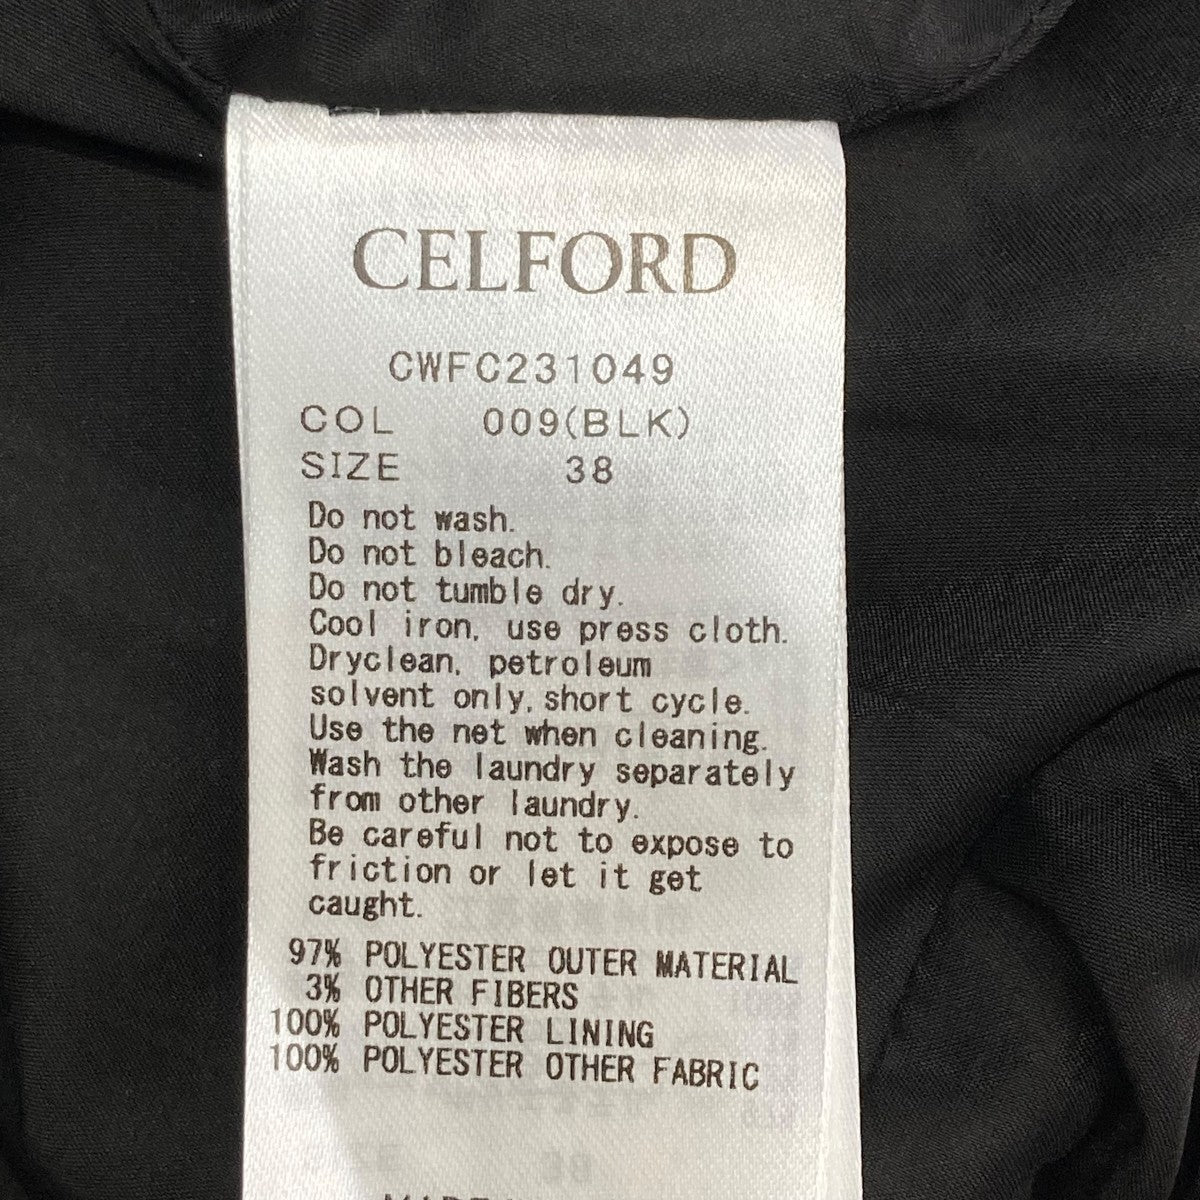 CELFORD
CWFC231049
COL 009(BLK)
SIZE 38
Do not wash.
Do not bleach.
Do not tumble dry.
Cool iron, use press cloth.
Dryclean, petroleum
solvent only, short cycle.
Use the net when cleaning.
Wash the laundry separately
from other laundry.
Be careful not to expose to
friction or let it get
caught.
97% POLYESTER OUTER MATERIAL
3% OTHER FIBERS
100% POLYESTER LINING
100% POLYESTER OTHER FABRIC